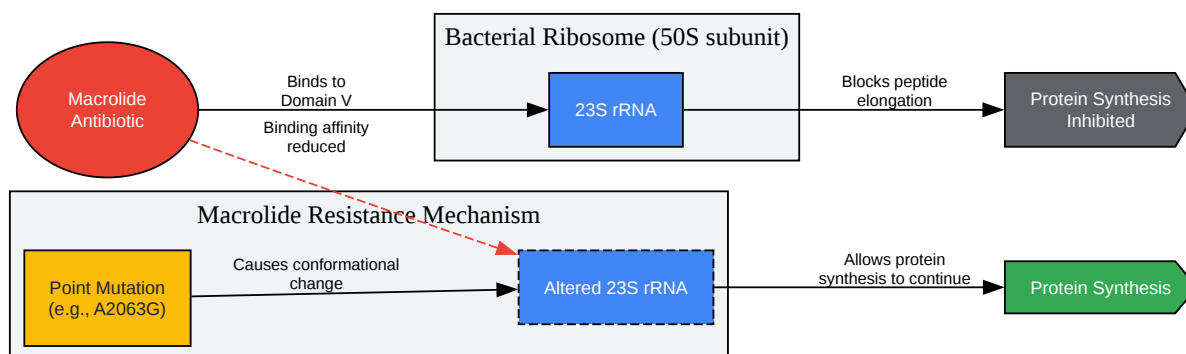 Bacterial Ribosome (50S subunit)
Macrolide
Antibiotic
Binds to
Domain V
23S rRNA
Blocks peptide
elongation
Protein Synthesis
Inhibited
Binding affinity
reduced
Macrolide Resistance Mechanism
Point Mutation
(e.g., A2063G)
Causes conformational
change
Altered 23S rRNA
Allows protein
synthesis to continue
Protein Synthesis